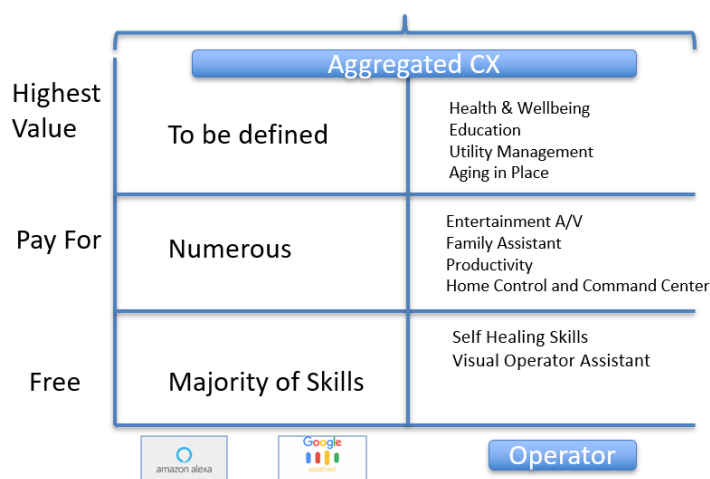 Aggregated CX
Highest
Value
To be defined
Health & Wellbeing
Education
Utility Management
Aging in Place
Pay For
Numerous
Entertainment A/V
Family Assistant
Productivity
Home Control and Command Center
Free
Majority of Skills
Self Healing Skills
Visual Operator Assistant
amazon alexa
Google
ASSISTANT
Operator